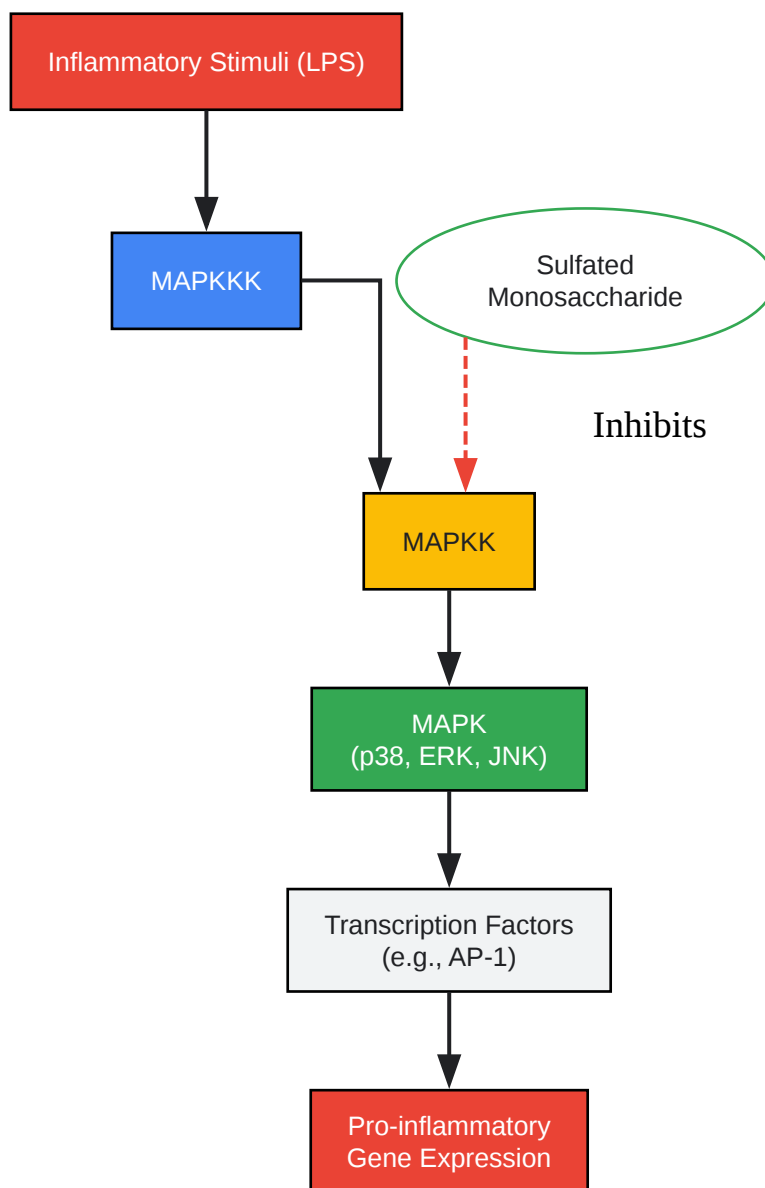 Inflammatory Stimuli (LPS)
MAPKKK
Sulfated
Monosaccharide
Inhibits
MAPKK
MAPK
(p38, ERK, JNK)
Transcription Factors
(e.g., AP-1)
Pro-inflammatory
Gene Expression